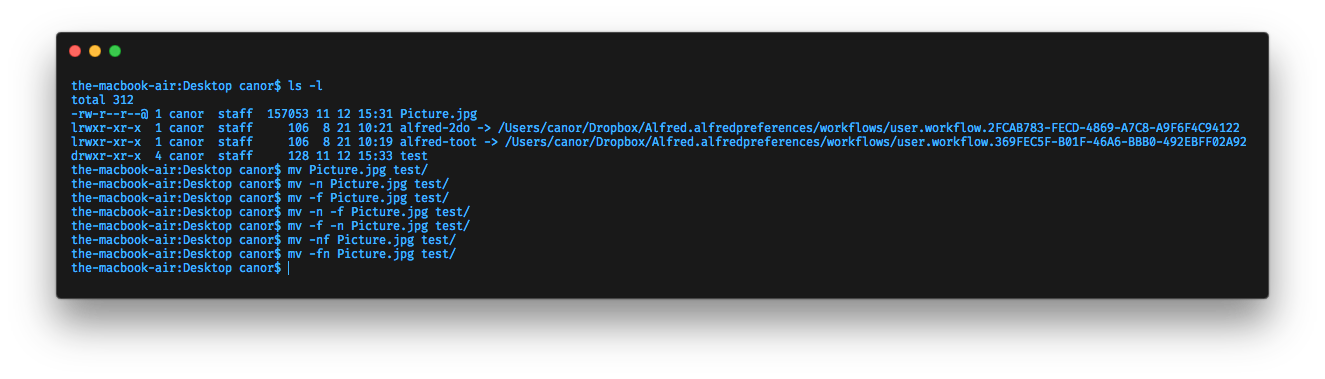 the-macbook-air:Desktop canor$ ls -l
total 312
-rw-r--r--@ 1 canor  staff  157053 11 12 15:31 Picture.jpg
lrwxr-xr-x  1 canor  staff     106  8 21 10:21 alfred-2do -> /Users/canor/Dropbox/Alfred.alfredpreferences/workflows/user.workflow.2FCAB783-FECD-4869-A7C8-A9F6F4C94122
lrwxr-xr-x  1 canor  staff     106  8 21 10:19 alfred-toot -> /Users/canor/Dropbox/Alfred.alfredpreferences/workflows/user.workflow.369FEC5F-B01F-46A6-BBB0-492EBFF02A92
drwxr-xr-x  4 canor  staff     128 11 12 15:33 test
the-macbook-air:Desktop canor$ mv Picture.jpg test/
the-macbook-air:Desktop canor$ mv -n Picture.jpg test/
the-macbook-air:Desktop canor$ mv -f Picture.jpg test/
the-macbook-air:Desktop canor$ mv -n -f Picture.jpg test/
the-macbook-air:Desktop canor$ mv -f -n Picture.jpg test/
the-macbook-air:Desktop canor$ mv -nf Picture.jpg test/
the-macbook-air:Desktop canor$ mv -fn Picture.jpg test/
the-macbook-air:Desktop canor$